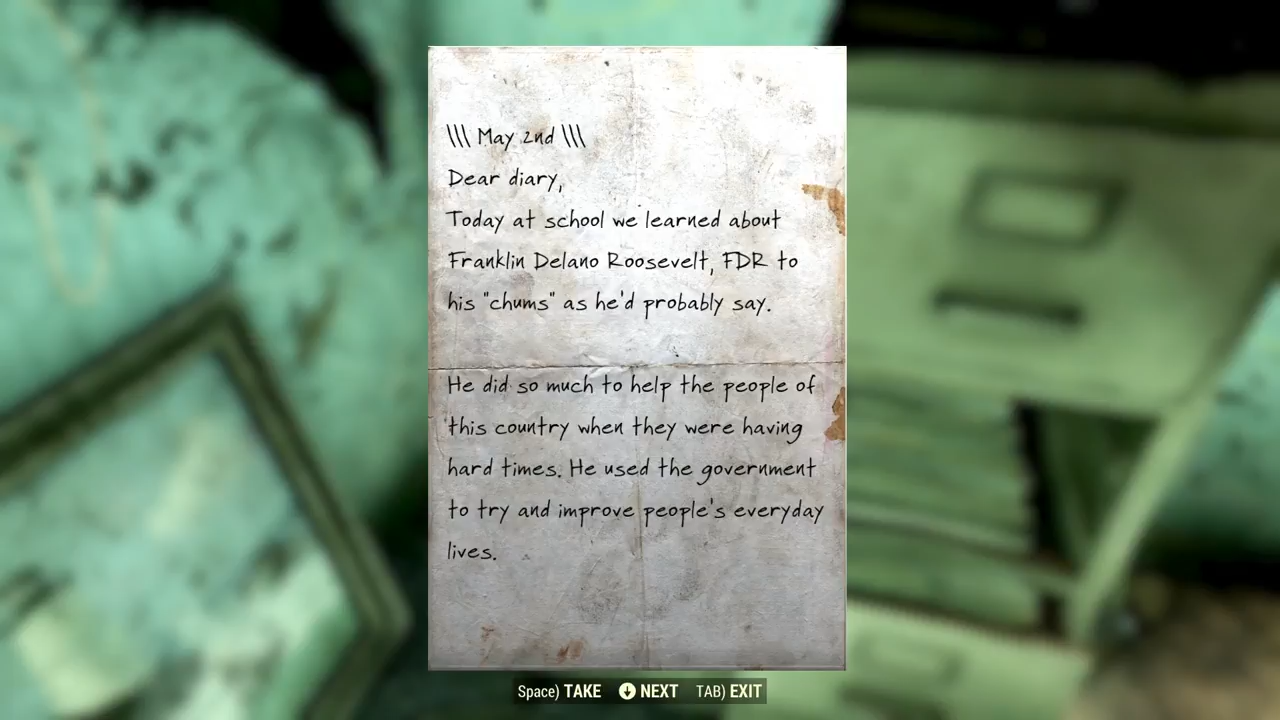 \\\ May 2nd \\\
Dear diary,
Today at school we learned about
Franklin Delano Roosevelt, FDR to
his "chums" as he'd probably say.
He did so much to help the people of
this country when they were having
hard times. He used the government
to try and improve people's everyday
lives.
Space) TAKE NEXT TAB) EXIT